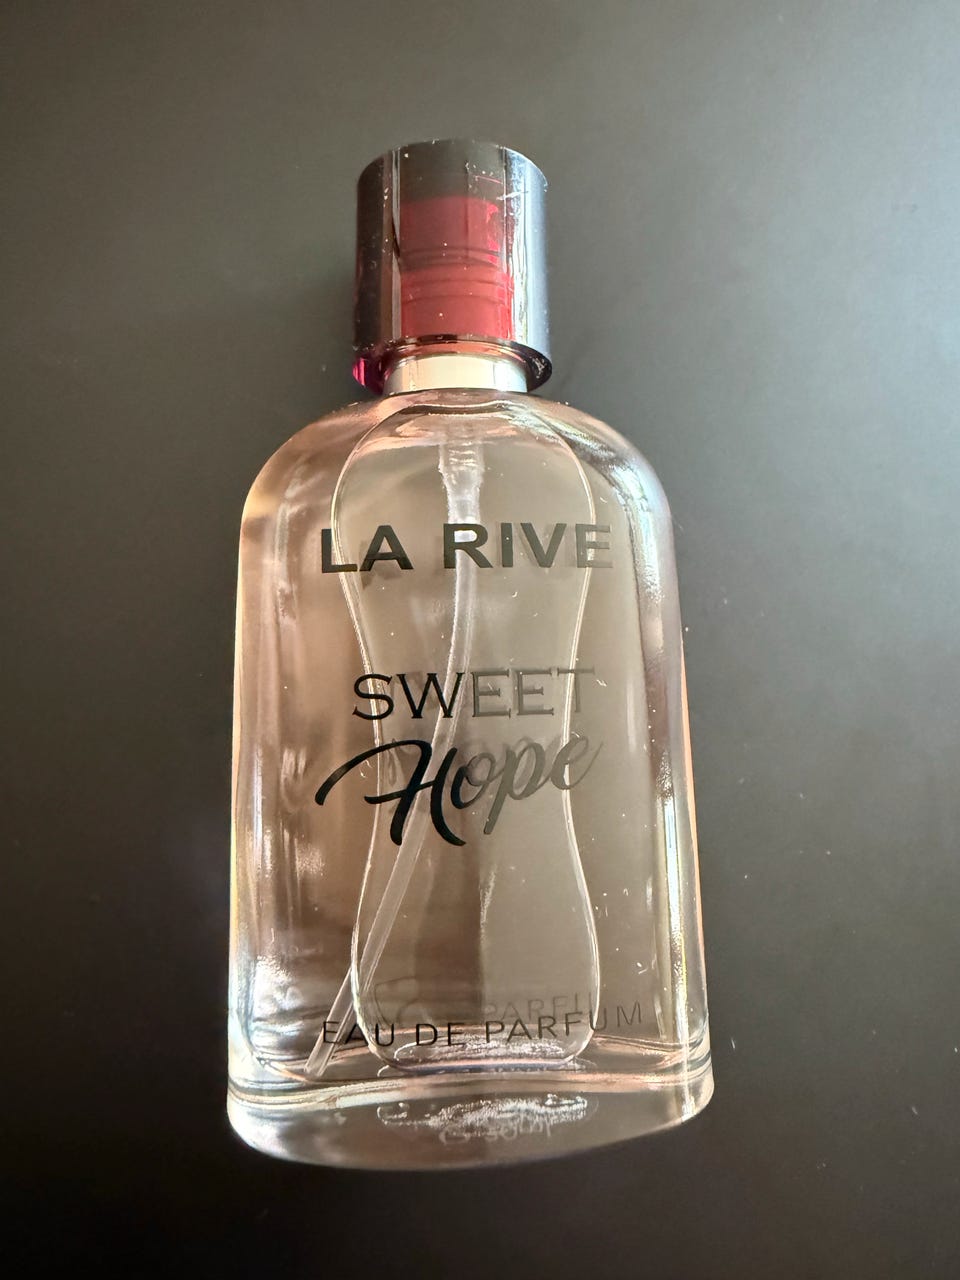 LA RIVE
SWEET
Hope
EAU DE PARFUM